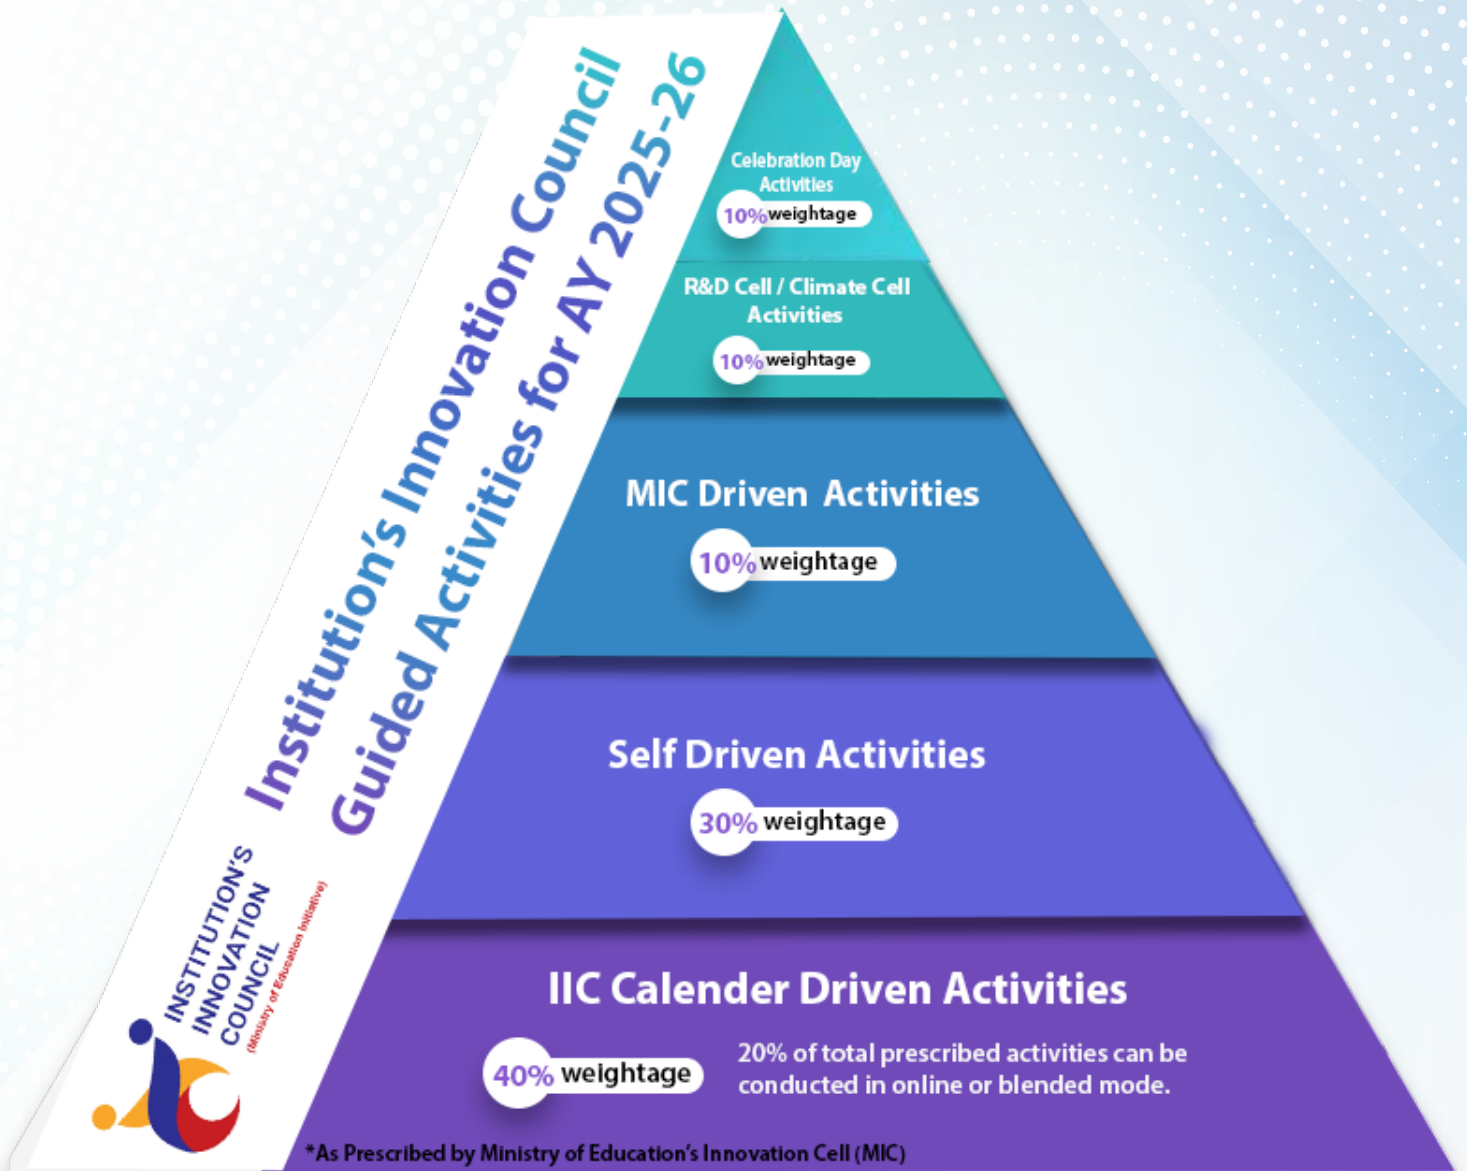 Institution's Innovation Council
Guided Activities for AY 2025-26
INSTITUTION'S
INNOVATION
COUNCIL
(Ministry of Education Initiative)
Celebration Day
Activities
10% weightage
R&D Cell / Climate Cell
Activities
10% weightage
MIC Driven Activities
10% weightage
Self Driven Activities
30% weightage
IIC Calender Driven Activities
40% weightage
20% of total prescribed activities can be
conducted in online or blended mode.
*As Prescribed by Ministry of Education's Innovation Cell (MIC)